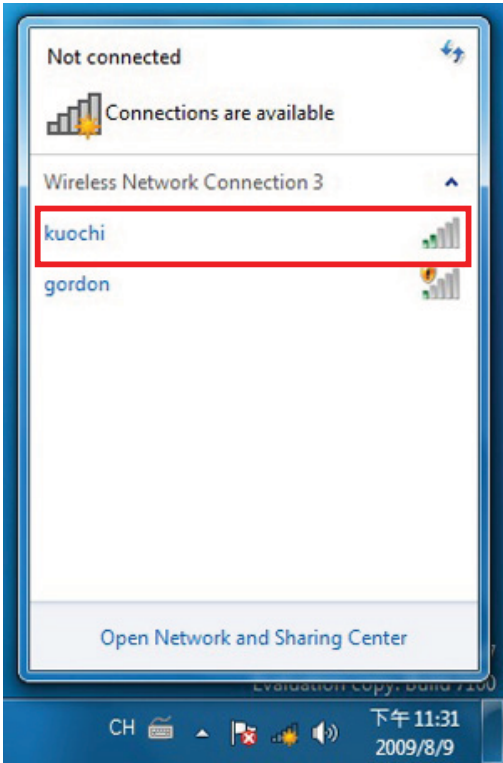 Not connected
Connections are available
Wireless Network Connection 3
kuochi
gordon
Open Network and Sharing Center
7
Evaluation copy. Build 7100
CH
下午 11:31
2009/8/9